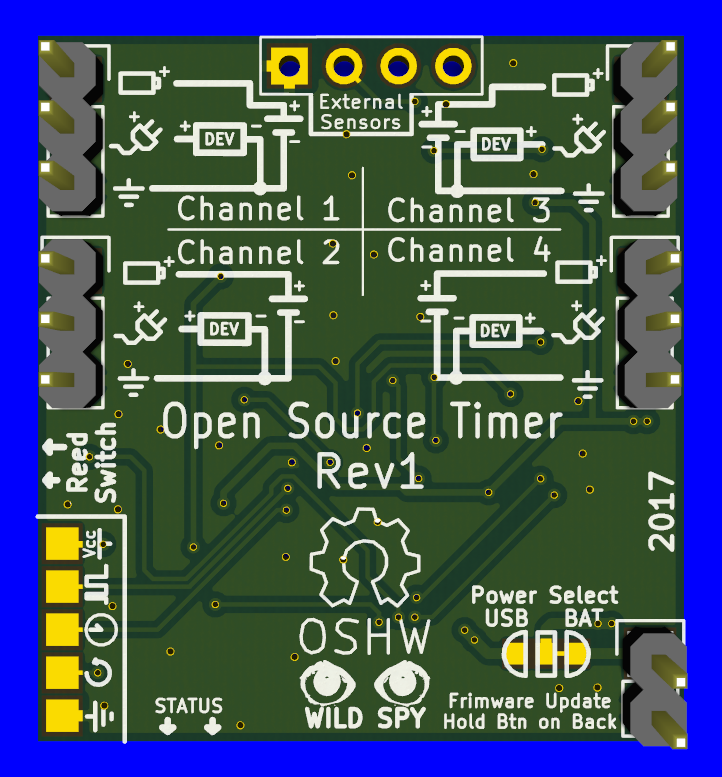 External
Sensors
+
+
+ DEV -
+
+
+ DEV -
+
Channel 1
Channel 3
Channel 2
Channel 4
+
+
+ DEV -
-
+
+
+ DEV -
-
Open Source Timer
Rev1
Reed
Switch
2017
Vcc
Power Select
USB BAT
OSHW
STATUS
WILD SPY
Frimware Update
Hold Btn on Back